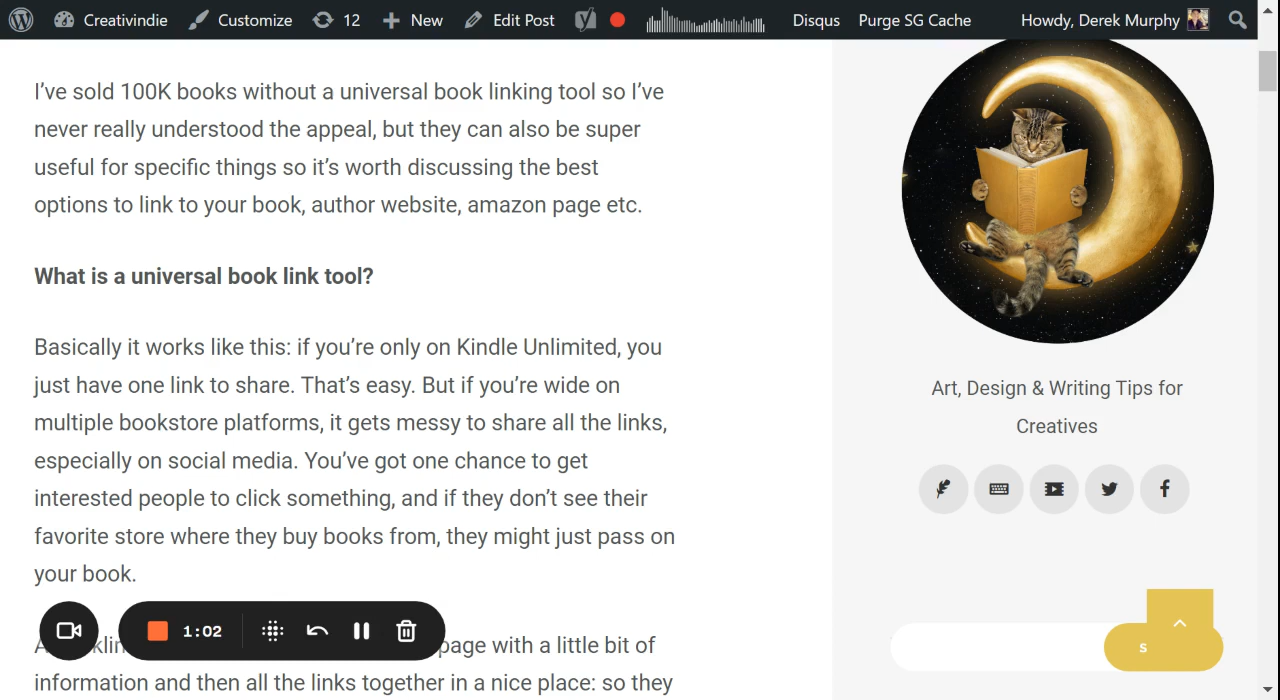 Creativindie Customize 12 New Edit Post Disqus Purge SG Cache Howdy, Derek Murphy
I’ve sold 100K books without a universal book linking tool so I’ve
never really understood the appeal, but they can also be super
useful for specific things so it’s worth discussing the best
options to link to your book, author website, amazon page etc.
What is a universal book link tool?
Basically it works like this: if you’re only on Kindle Unlimited, you
just have one link to share. That’s easy. But if you’re wide on
multiple bookstore platforms, it gets messy to share all the links,
especially on social media. You’ve got one chance to get
interested people to click something, and if they don’t see their
favorite store where they buy books from, they might just pass on
your book.
page with a little bit of
information and then all the links together in a nice place: so they
1:02
Art, Design & Writing Tips for
Creatives
S